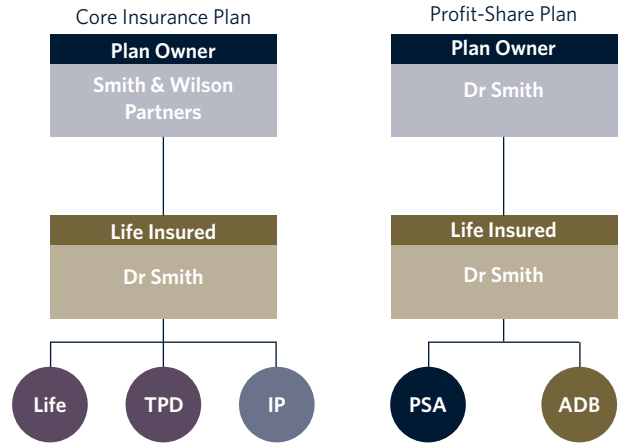 Core Insurance Plan
Plan Owner
Smith & Wilson
Partners
Life Insured
Dr Smith
Life
TPD
IP
Profit-Share Plan
Plan Owner
Dr Smith
Life Insured
Dr Smith
PSA
ADB